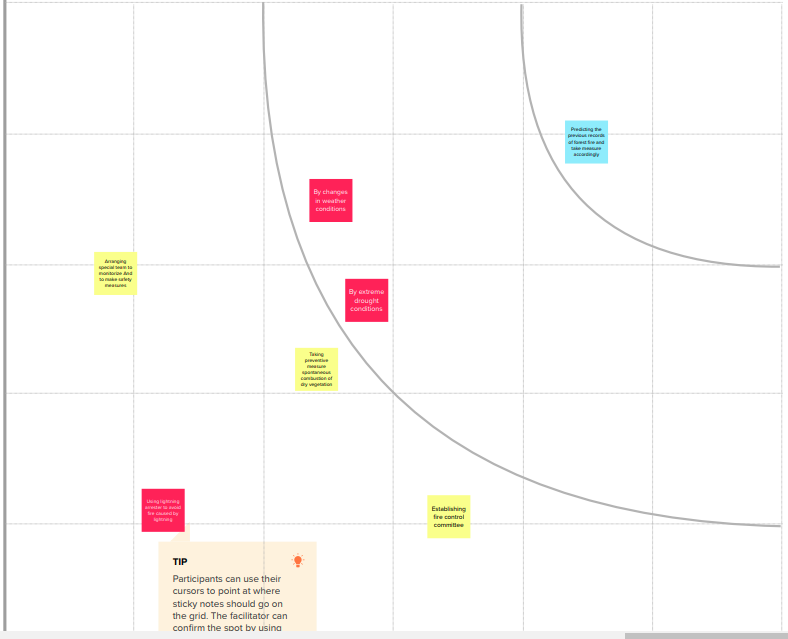 Predicting the
previous records
of forest fire and
take measure
accordingly
By changes
in weather
conditions
Arranging
special team to
monitorize And
to make safety
measures
By extreme
drought
conditions
Taking
preventive
measure
spontaneous
combustion of
dry vegetation
Using lightning
arrester to avoid
fire caused by
lightning
Establishing
fire control
committee
TIP
Participants can use their
cursors to point at where
sticky notes should go on
the grid. The facilitator can
confirm the spot by using